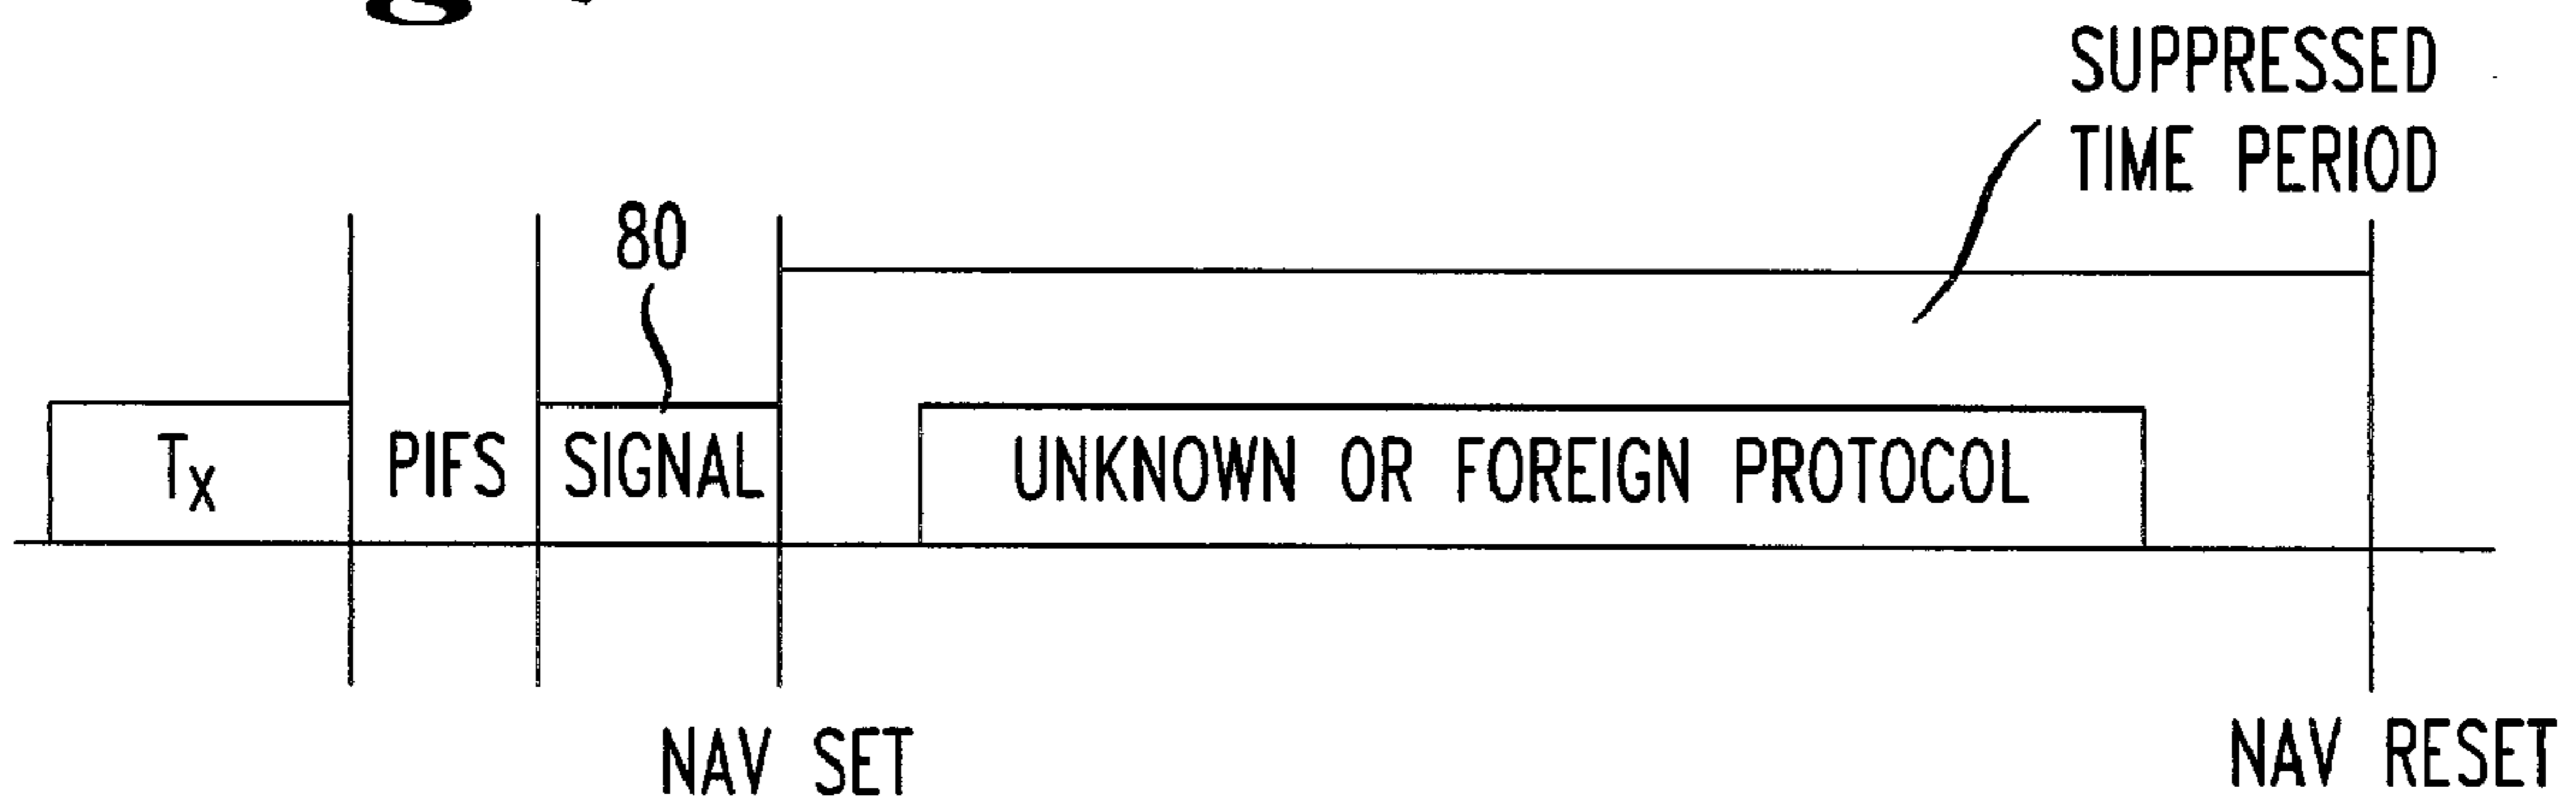 SUPPRESSED
TIME PERIOD
80
Tx PIFS SIGNAL UNKNOWN OR FOREIGN PROTOCOL
NAV SET NAV RESET